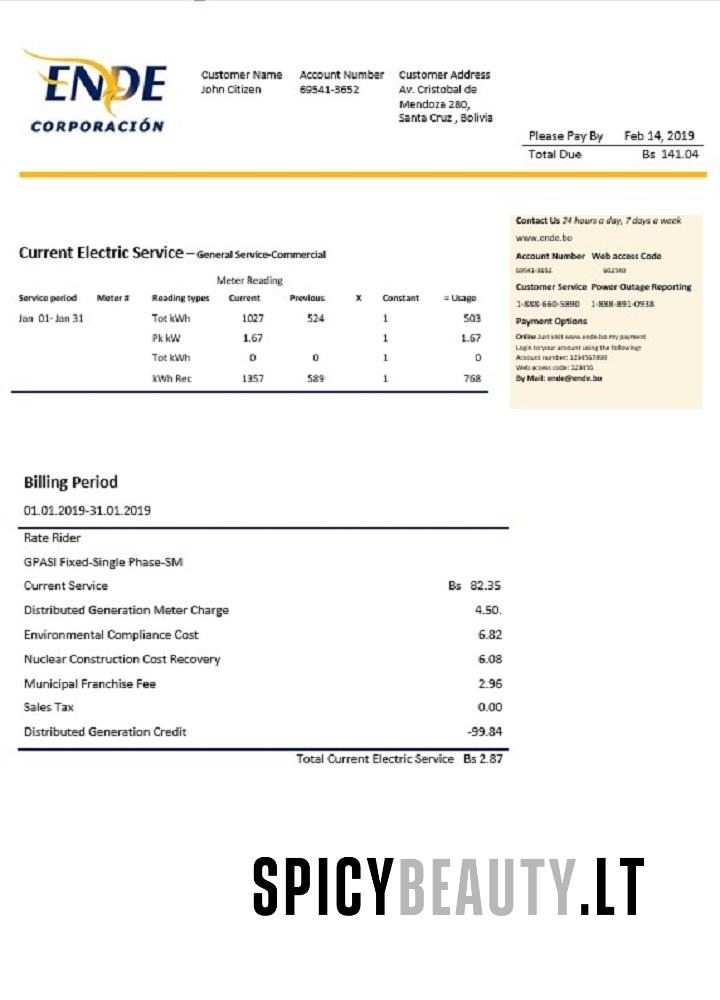 ENDE
CORPORACIÓN
Customer Name Account Number Customer Address
John Citizen 69541-3652 Av. Cristobal de
Mendoza 280,
Santa Cruz , Bolivia
Please Pay By Feb 14, 2019
Total Due Bs 141.04
Contact Us 24 hours a day, 7 days a week
www.ende.bo
Account Number Web access Code
69541-3652
Customer Service Power Outage Reporting
1-888-660-5890 1-888-891-0938
Payment Options
Online Just visit www.ende.bo my payment
Login to your account using the following:
Account number: 1234567890
Web access code: 123456
By Mail: ende@ende.bo
Current Electric Service – General Service-Commercial
Meter Reading
Service period Meter # Reading types Current Previous X Constant = Usage
Jan 01- Jan 31 Tot kWh 1027 524 1 503
Pk kW 1.67 1 1.67
Tot kWh 0 0 1 0
kWh Rec 1357 589 1 768
Billing Period
01.01.2019-31.01.2019
Rate Rider
GPASI Fixed-Single Phase-SM
Current Service Bs 82.35
Distributed Generation Meter Charge 4.50.
Environmental Compliance Cost 6.82
Nuclear Construction Cost Recovery 6.08
Municipal Franchise Fee 2.96
Sales Tax 0.00
Distributed Generation Credit -99.84
Total Current Electric Service Bs 2.87
SPICYBEAUTY.LT